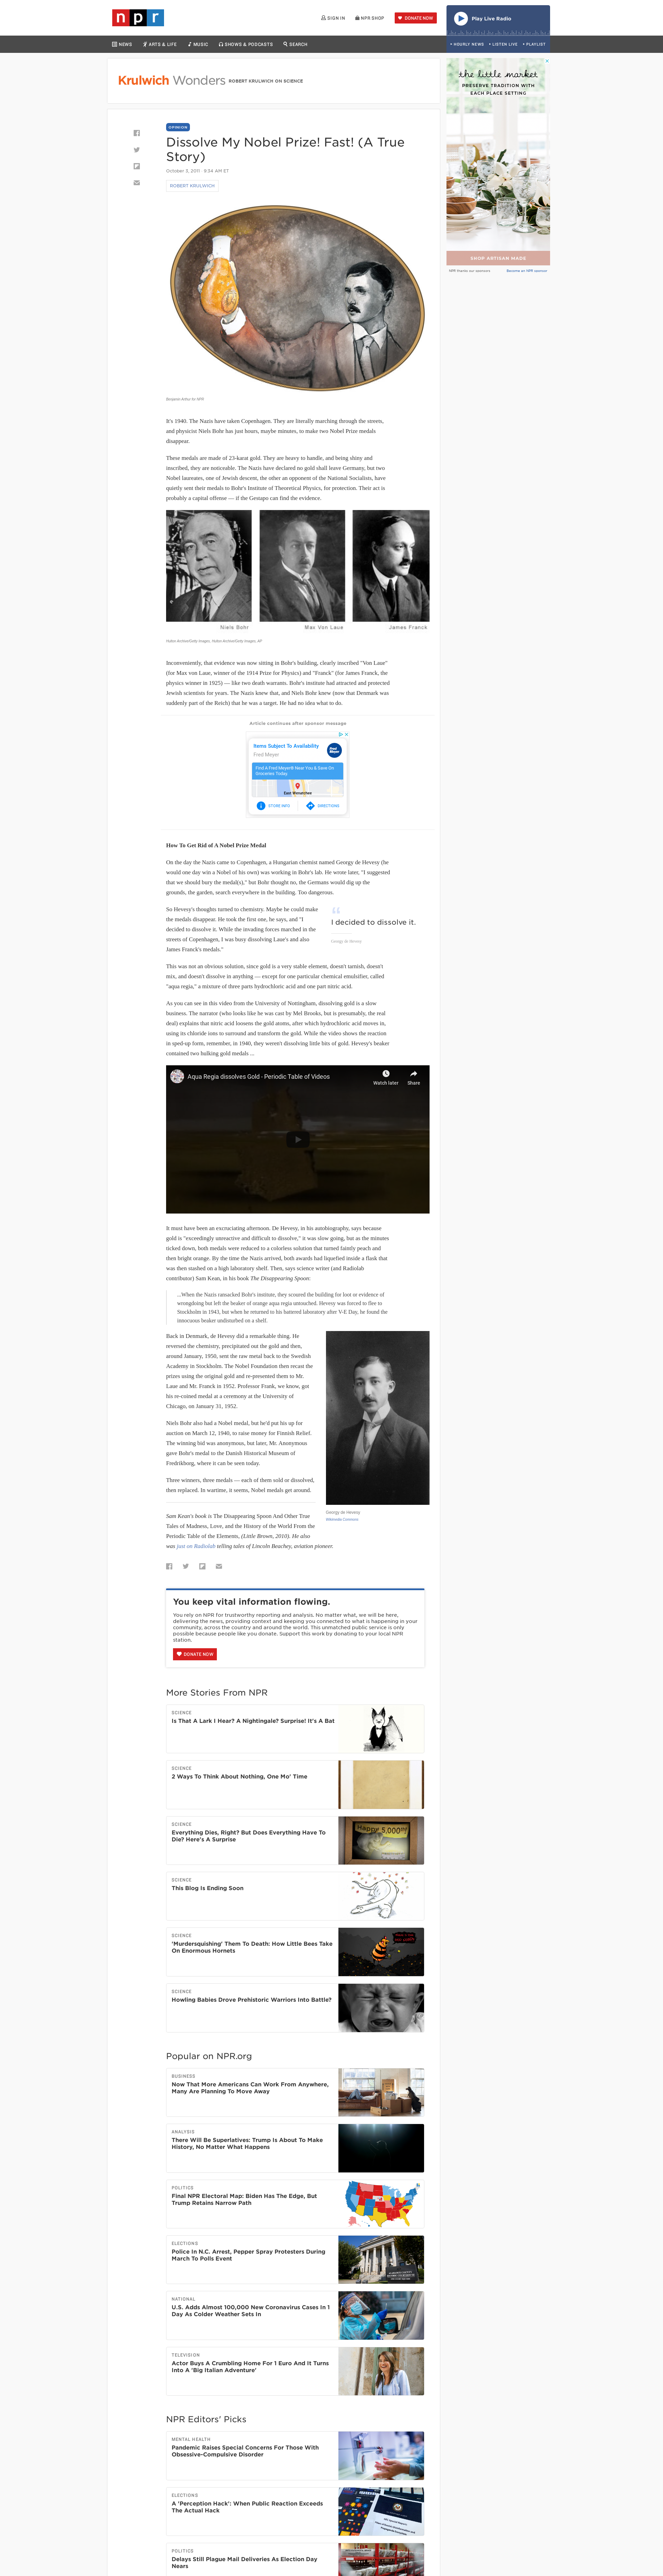 n p r
SIGN IN
NPR SHOP
DONATE NOW
Play Live Radio
NEWS
ARTS & LIFE
MUSIC
SHOWS & PODCASTS
SEARCH
HOURLY NEWS
LISTEN LIVE
PLAYLIST
Krulwich Wonders
ROBERT KRULWICH ON SCIENCE
the little market
PRESERVE TRADITION WITH
EACH PLACE SETTING
SHOP ARTISAN MADE
NPR thanks our sponsors
Become an NPR sponsor
OPINION
Dissolve My Nobel Prize! Fast! (A True
Story)
October 3, 2011 · 9:54 AM ET
ROBERT KRULWICH
Benjamin Arthur for NPR
It's 1940. The Nazis have taken Copenhagen. They are literally marching through the streets,
and physicist Niels Bohr has just hours, maybe minutes, to make two Nobel Prize medals
disappear.
These medals are made of 23-karat gold. They are heavy to handle, and being shiny and
inscribed, they are noticeable. The Nazis have declared no gold shall leave Germany, but two
Nobel laureates, one of Jewish descent, the other an opponent of the National Socialists, have
quietly sent their medals to Bohr's Institute of Theoretical Physics, for protection. Their act is
probably a capital offense — if the Gestapo can find the evidence.
Niels Bohr
Max Von Laue
James Franck
Hulton Archive/Getty Images; Hulton Archive/Getty Images; AP
Inconveniently, that evidence was now sitting in Bohr's building, clearly inscribed "Von Laue"
(for Max von Laue, winner of the 1914 Prize for Physics) and "Franck" (for James Franck, the
physics winner in 1925) — like two death warrants. Bohr's institute had attracted and protected
Jewish scientists for years. The Nazis knew that, and Niels Bohr knew (now that Denmark was
suddenly part of the Reich) that he was a target. He had no idea what to do.
Article continues after sponsor message
Items Subject To Availability
Fred Meyer
Find A Fred Meyer® Near You & Save On
Groceries Today.
East Wenatchee
STORE INFO
DIRECTIONS
How To Get Rid of A Nobel Prize Medal
On the day the Nazis came to Copenhagen, a Hungarian chemist named Georgy de Hevesy (he
would one day win a Nobel of his own) was working in Bohr's lab. He wrote later, "I suggested
that we should bury the medal(s)," but Bohr thought no, the Germans would dig up the
grounds, the garden, search everywhere in the building. Too dangerous.
So Hevesy's thoughts turned to chemistry. Maybe he could make
the medals disappear. He took the first one, he says, and "I
decided to dissolve it. While the invading forces marched in the
streets of Copenhagen, I was busy dissolving Laue's and also
James Franck's medals."
I decided to dissolve it.
Georgy de Hevesy
This was not an obvious solution, since gold is a very stable element, doesn't tarnish, doesn't
mix, and doesn't dissolve in anything — except for one particular chemical emulsifier, called
"aqua regia," a mixture of three parts hydrochloric acid and one part nitric acid.
As you can see in this video from the University of Nottingham, dissolving gold is a slow
business. The narrator (who looks like he was cast by Mel Brooks, but is presumably, the real
deal) explains that nitric acid loosens the gold atoms, after which hydrochloric acid moves in,
using its chloride ions to surround and transform the gold. While the video shows the reaction
in sped-up form, remember, in 1940, they weren't dissolving little bits of gold. Hevesy's beaker
contained two hulking gold medals ...
Aqua Regia dissolves Gold - Periodic Table of Videos
Watch later
Share
It must have been an excruciating afternoon. De Hevesy, in his autobiography, says because
gold is "exceedingly unreactive and difficult to dissolve," it was slow going, but as the minutes
ticked down, both medals were reduced to a colorless solution that turned faintly peach and
then bright orange. By the time the Nazis arrived, both awards had liquefied inside a flask that
was then stashed on a high laboratory shelf. Then, says science writer (and Radiolab
contributor) Sam Kean, in his book The Disappearing Spoon:
...When the Nazis ransacked Bohr's institute, they scoured the building for loot or evidence of
wrongdoing but left the beaker of orange aqua regia untouched. Hevesy was forced to flee to
Stockholm in 1943, but when he returned to his battered laboratory after V-E Day, he found the
innocuous beaker undisturbed on a shelf.
Back in Denmark, de Hevesy did a remarkable thing. He
reversed the chemistry, precipitated out the gold and then,
around January, 1950, sent the raw metal back to the Swedish
Academy in Stockholm. The Nobel Foundation then recast the
prizes using the original gold and re-presented them to Mr.
Laue and Mr. Franck in 1952. Professor Frank, we know, got
his re-coined medal at a ceremony at the University of
Chicago, on January 31, 1952.
Niels Bohr also had a Nobel medal, but he'd put his up for
auction on March 12, 1940, to raise money for Finnish Relief.
The winning bid was anonymous, but later, Mr. Anonymous
gave Bohr's medal to the Danish Historical Museum of
Fredrikborg, where it can be seen today.
Three winners, three medals — each of them sold or dissolved,
then replaced. In wartime, it seems, Nobel medals get around.
Georgy de Hevesy
Wikimedia Commons
Sam Kean's book is The Disappearing Spoon And Other True
Tales of Madness, Love, and the History of the World From the
Periodic Table of the Elements, (Little Brown, 2010). He also
was just on Radiolab telling tales of Lincoln Beachey, aviation pioneer.
You keep vital information flowing.
You rely on NPR for trustworthy reporting and analysis. No matter what, we will be here,
delivering the news, providing context and keeping you connected to what is happening in your
community, across the country and around the world. This unmatched public service is only
possible because people like you donate. Support this work by donating to your local NPR
station.
DONATE NOW
More Stories From NPR
SCIENCE
Is That A Lark I Hear? A Nightingale? Surprise! It's A Bat
SCIENCE
2 Ways To Think About Nothing, One Mo' Time
SCIENCE
Everything Dies, Right? But Does Everything Have To
Die? Here's A Surprise
Happy 5,000th
SCIENCE
This Blog Is Ending Soon
SCIENCE
'Murdersquishing' Them To Death: How Little Bees Take
On Enormous Hornets
SCIENCE
Howling Babies Drove Prehistoric Warriors Into Battle?
Popular on NPR.org
BUSINESS
Now That More Americans Can Work From Anywhere,
Many Are Planning To Move Away
ANALYSIS
There Will Be Superlatives: Trump Is About To Make
History, No Matter What Happens
POLITICS
Final NPR Electoral Map: Biden Has The Edge, But
Trump Retains Narrow Path
ELECTIONS
Police In N.C. Arrest, Pepper Spray Protesters During
March To Polls Event
NATIONAL
U.S. Adds Almost 100,000 New Coronavirus Cases In 1
Day As Colder Weather Sets In
TELEVISION
Actor Buys A Crumbling Home For 1 Euro And It Turns
Into A 'Big Italian Adventure'
NPR Editors' Picks
MENTAL HEALTH
Pandemic Raises Special Concerns For Those With
Obsessive-Compulsive Disorder
ELECTIONS
A 'Perception Hack': When Public Reaction Exceeds
The Actual Hack
POLITICS
Delays Still Plague Mail Deliveries As Election Day
Nears